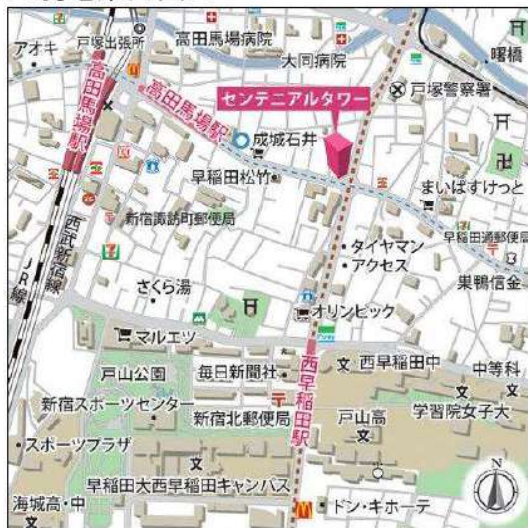 戸塚出張所
高田馬場病院
アオキ
大同病院
曙橋
高田馬場駅
高田馬場駅
センテニアルタワー
戸塚警察署
成城石井
早稲田松竹
まいばすけっと
新宿諏訪町郵便局
早稲田通郵便局
西武新宿線
タイヤマン
アクセス
巣鴨信金
JR線
さくら湯
オリンピック
マルエツ
西早稲田駅
西早稲田中
中等科
戸山公園
毎日新聞社
新宿スポーツセンター
新宿北郵便局
戸山高
学習院女子大
スポーツプラザ
早稲田大西早稲田キャンパス
海城高・中
ドン・キホーテ
N